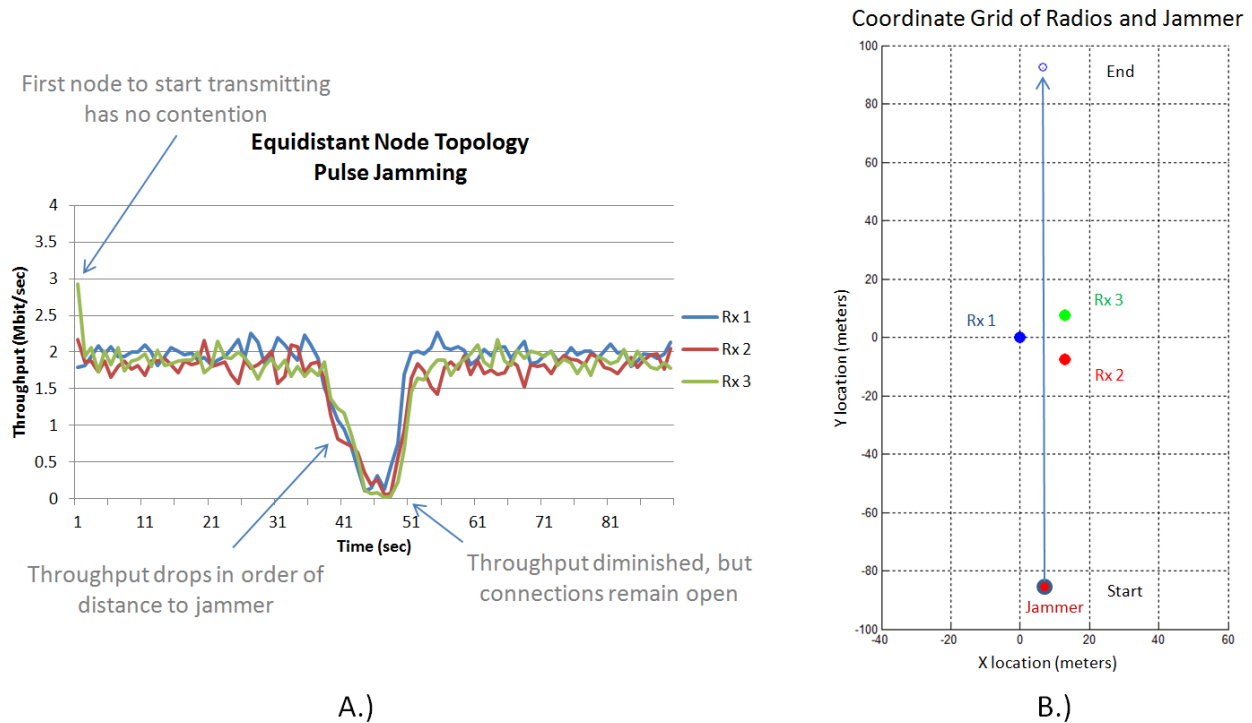 First node to start transmitting
has no contention
Equidistant Node Topology
Pulse Jamming
Throughput (Mbit/sec)
4
3.5
3
2.5
2
1.5
1
0.5
0
1 11 21 31 41 51 61 71 81
Time (sec)
Rx 1
Rx 2
Rx 3
Throughput drops in order of
distance to jammer
Throughput diminished, but
connections remain open
A.)
Coordinate Grid of Radios and Jammer
Y location (meters)
100
80
60
40
20
0
-20
-40
-60
-80
-100
-40 -20 0 20 40 60
X location (meters)
End
Rx 3
Rx 1
Rx 2
Start
Jammer
B.)